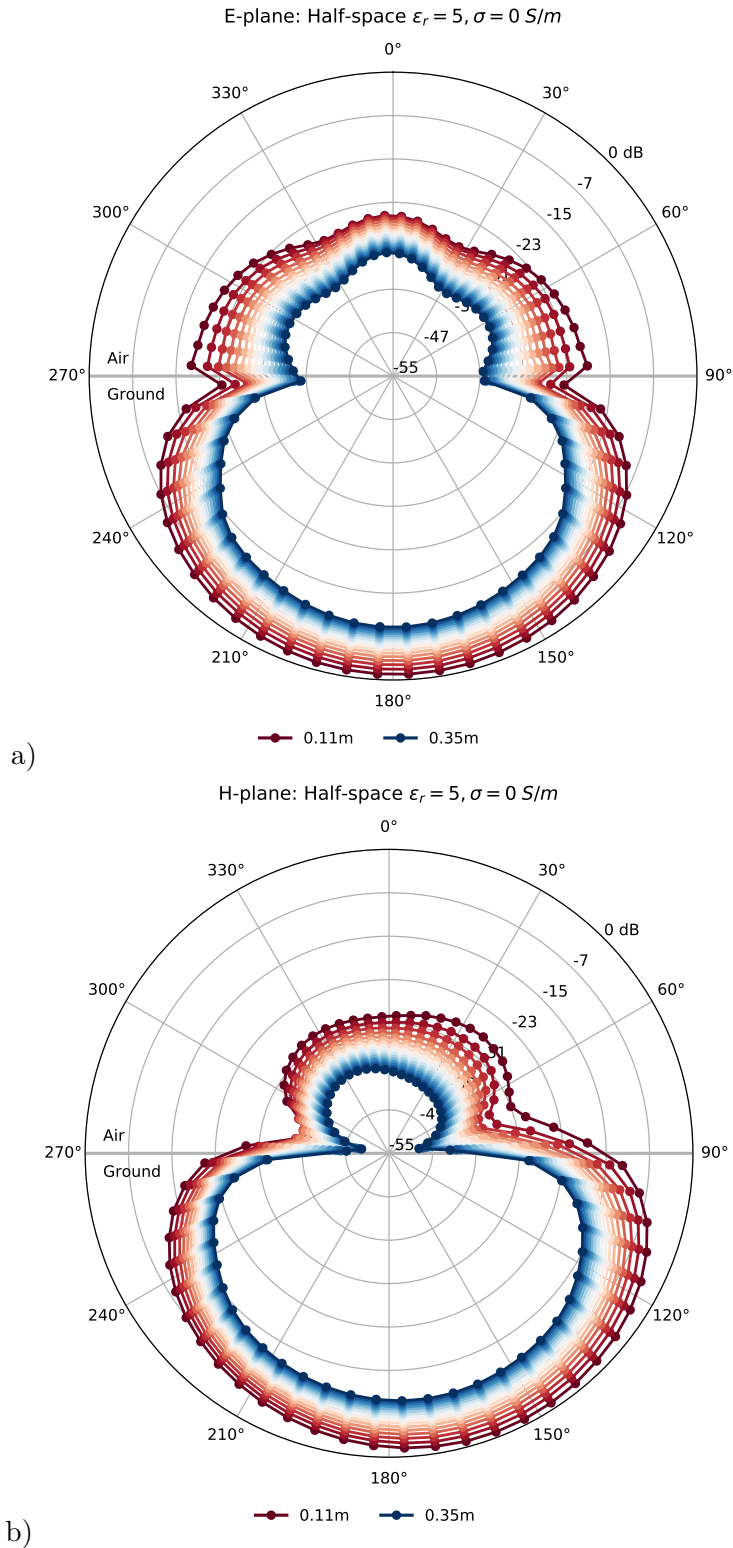 E-plane: Half-space εᵣ = 5, σ = 0 S/m
0°
330° 30°
0 dB
-7
300° -15 60°
-23
-47
Air -55
270° 90°
Ground
240° 120°
210° 150°
180°
0.11m 0.35m
a)
H-plane: Half-space εᵣ = 5, σ = 0 S/m
0°
330° 30°
0 dB
-7
300° -15 60°
-23
Air -55
270° 90°
Ground
240° 120°
210° 150°
180°
0.11m 0.35m
b)